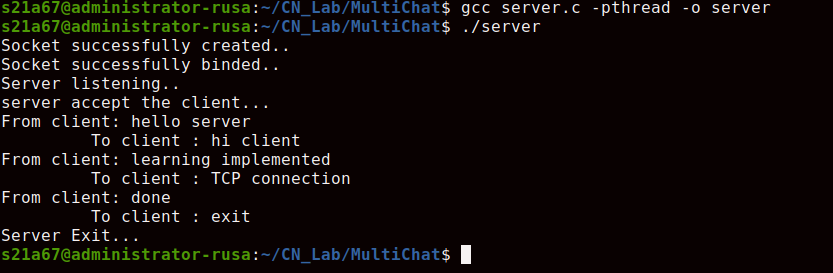 s21a67@administrator-rusa:~/CN_Lab/MultiChat$ gcc server.c -pthread -o server
s21a67@administrator-rusa:~/CN_Lab/MultiChat$ ./server
Socket successfully created..
Socket successfully binded..
Server listening..
server accept the client...
From client: hello server
To client : hi client
From client: learning implemented
To client : TCP connection
From client: done
To client : exit
Server Exit...
s21a67@administrator-rusa:~/CN_Lab/MultiChat$